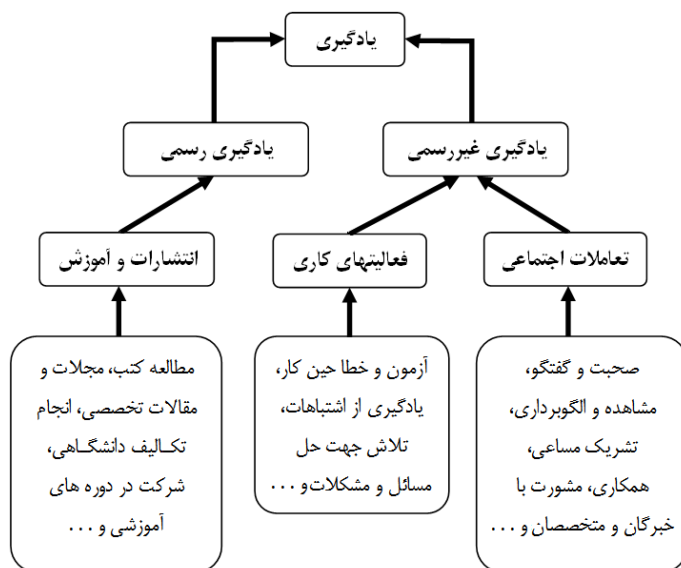 یادگیری
یادگیری غیررسمی
یادگیری رسمی
تعاملات اجتماعی
فعالیتهای کاری
انتشارات و آموزش
صحبت و گفتگو،
مشاهده و الگوبرداری،
تشریک مساعی،
همکاری، مشورت با
خبرگان و متخصصان و ...
آزمون و خطا حین کار،
یادگیری از اشتباهات،
تلاش جهت حل
مسائل و مشکلات و ...
مطالعه کتب، مجلات و
مقالات تخصصی، انجام
تکـالیف دانشگـاهی،
شرکت در دوره های
آموزشی و ...